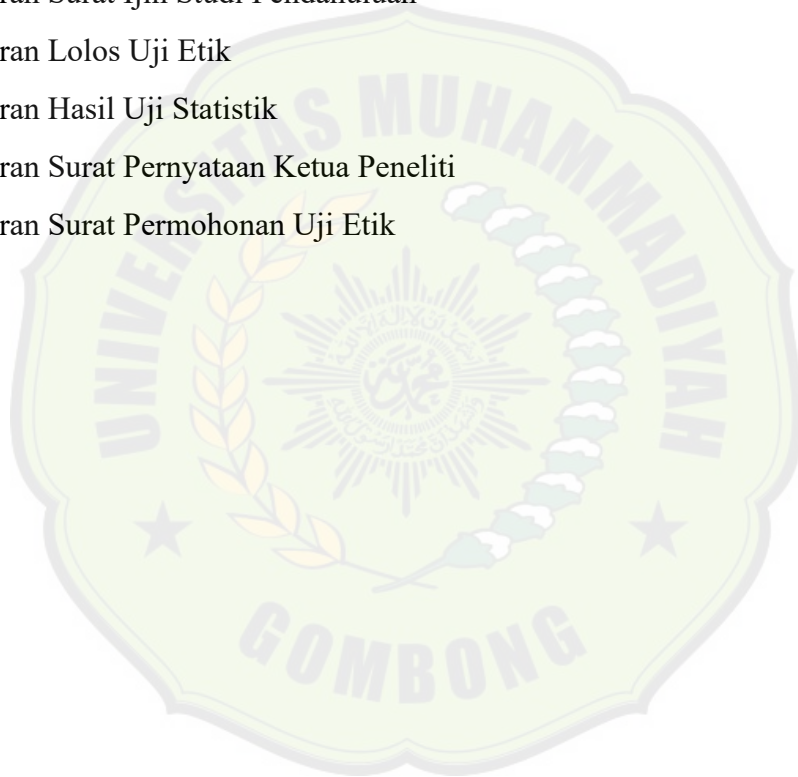 ran Surat Ijin Studi Pendahuluan
ran Lolos Uji Etik
ran Hasil Uji Statistik
ran Surat Pernyataan Ketua Peneliti
ran Surat Permohonan Uji Etik
UNIVERSITAS MUHAMMADIYAH
GOMBONG